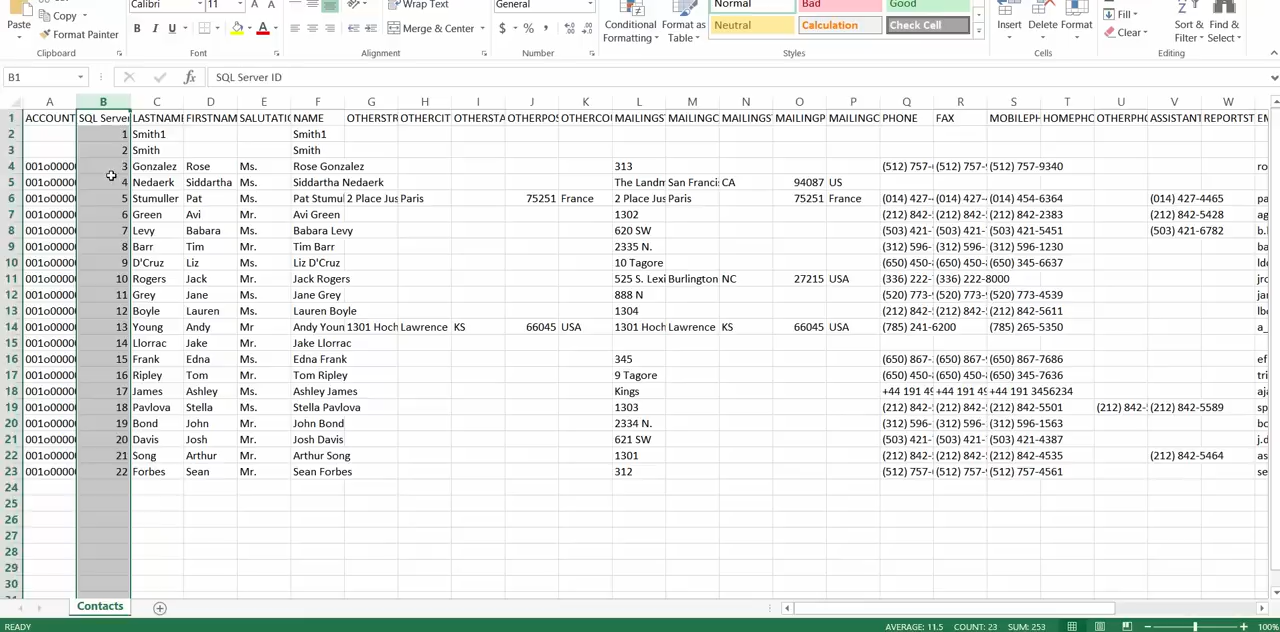 Calibri 11 A A Wrap Text General Normal Bad Good
Paste Copy B I U A Merge & Center $ % , Conditional Formatting Format as Table Neutral Calculation Check Cell Insert Delete Format Fill Sort & Filter Find & Select
Format Painter Clear
Clipboard Font Alignment Number Styles Cells Editing
B1 fx SQL Server ID
A B C D E F G H I J K L M N O P Q R S T U V W
1 ACCOUNT SQL Server LASTNAME FIRSTNAM SALUTATIO NAME OTHERSTR OTHERCIT OTHERSTA OTHERPOS OTHERCOU MAILINGS MAILINGC MAILINGS MAILINGP MAILINGC PHONE FAX MOBILEPH HOMEPHO OTHERPHO ASSISTANT REPORTST EM
2 1 Smith1 Smith1
3 2 Smith Smith
4 001o00000 3 Gonzalez Rose Ms. Rose Gonzalez 313 (512) 757- (512) 757- (512) 757-9340 ro
5 001o00000 4 Nedaerk Siddartha Ms. Siddartha Nedaerk The Landm San Franci CA 94087 US
6 001o00000 5 Stumuller Pat Ms. Pat Stumul 2 Place Jus Paris 75251 France 2 Place Jus Paris 75251 France (014) 427- (014) 427- (014) 454-6364 (014) 427-4465 pa
7 001o00000 6 Green Avi Mr. Avi Green 1302 (212) 842- (212) 842- (212) 842-2383 (212) 842-5428 ag
8 001o00000 7 Levy Babara Ms. Babara Levy 620 SW (503) 421- (503) 421- (503) 421-5451 (503) 421-6782 b.l
9 001o00000 8 Barr Tim Mr. Tim Barr 2335 N. (312) 596- (312) 596- (312) 596-1230 ba
10 001o00000 9 D'Cruz Liz Ms. Liz D'Cruz 10 Tagore (650) 450- (650) 450- (650) 345-6637 ldc
11 001o00000 10 Rogers Jack Mr. Jack Rogers 525 S. Lexi Burlington NC 27215 USA (336) 222- (336) 222-8000 jrc
12 001o00000 11 Grey Jane Ms. Jane Grey 888 N (520) 773- (520) 773- (520) 773-4539 jar
13 001o00000 12 Boyle Lauren Ms. Lauren Boyle 1304 (212) 842- (212) 842- (212) 842-5611 lbo
14 001o00000 13 Young Andy Mr Andy Youn 1301 Hoch Lawrence KS 66045 USA 1301 Hoch Lawrence KS 66045 USA (785) 241-6200 (785) 265-5350 a_
15 001o00000 14 Llorrac Jake Mr. Jake Llorrac
16 001o00000 15 Frank Edna Ms. Edna Frank 345 (650) 867- (650) 867- (650) 867-7686 ef
17 001o00000 16 Ripley Tom Mr. Tom Ripley 9 Tagore (650) 450- (650) 450- (650) 345-7636 tri
18 001o00000 17 James Ashley Ms. Ashley James Kings +44 191 49 +44 191 49 +44 191 3456234 aja
19 001o00000 18 Pavlova Stella Ms. Stella Pavlova 1303 (212) 842- (212) 842- (212) 842-5501 (212) 842- (212) 842-5589 sp
20 001o00000 19 Bond John Mr. John Bond 2334 N. (312) 596- (312) 596- (312) 596-1563 bo
21 001o00000 20 Davis Josh Mr. Josh Davis 621 SW (503) 421- (503) 421- (503) 421-4387 j.d
22 001o00000 21 Song Arthur Mr. Arthur Song 1301 (212) 842- (212) 842- (212) 842-4535 (212) 842-5464 as
23 001o00000 22 Forbes Sean Mr. Sean Forbes 312 (512) 757- (512) 757- (512) 757-4561 se
24
25
26
27
28
29
30
Contacts
READY AVERAGE: 11.5 COUNT: 23 SUM: 253 100%